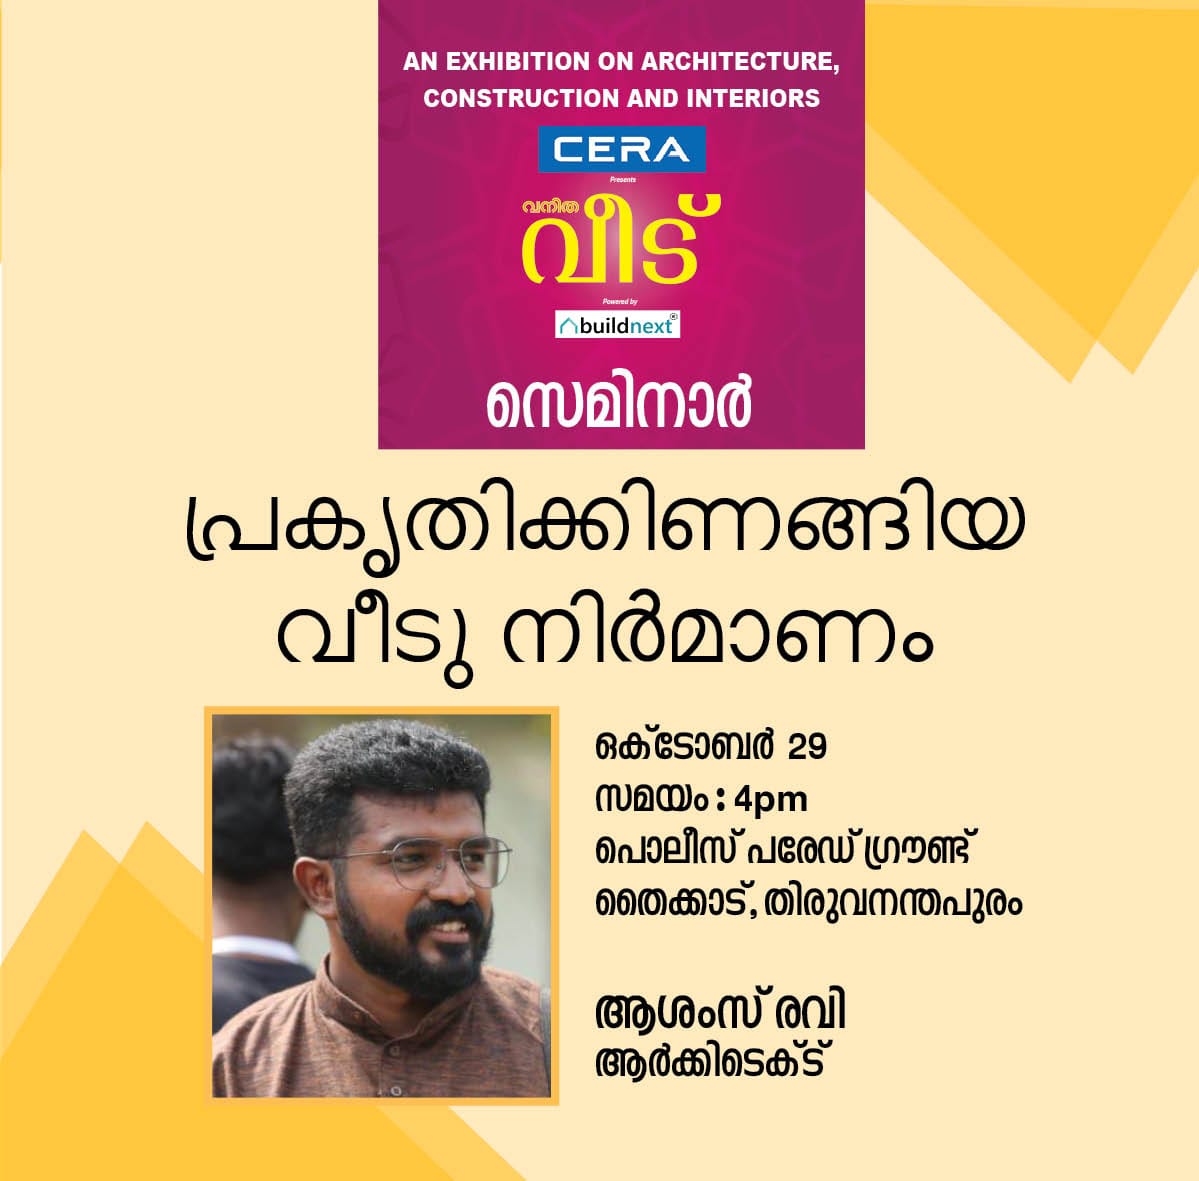 AN EXHIBITION ON ARCHITECTURE,
CONSTRUCTION AND INTERIORS
CERA
Presents
വനിത
വീട്
Powered by
buildnext®
സെമിനാർ
പ്രകൃതിക്കിണങ്ങിയ
വീടു നിർമാണം
ഒക്ടോബർ 29
സമയം : 4pm
പൊലീസ് പരേഡ് ഗ്രൗണ്ട്
തൈക്കാട്, തിരുവനന്തപുരം
ആശംസ് രവി
ആർക്കിടെക്ട്